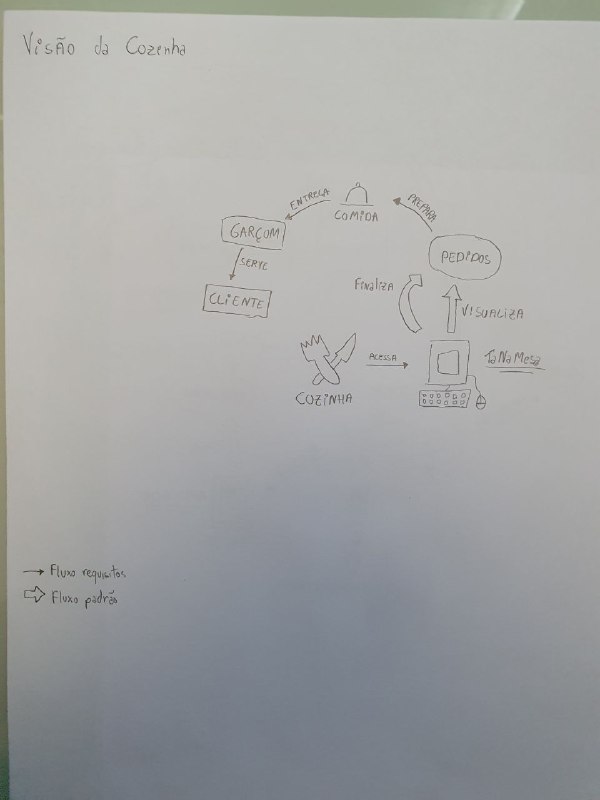 Visão da Cozenha
ENTREGA
COMIDA
PREPARA
GARÇOM
SERVE
CLIENTE
PEDIDOS
Finaliza
VISUALIZA
ACESSA
TaNaMesa
COZINHA
Fluxo requisitos
Fluxo padrão